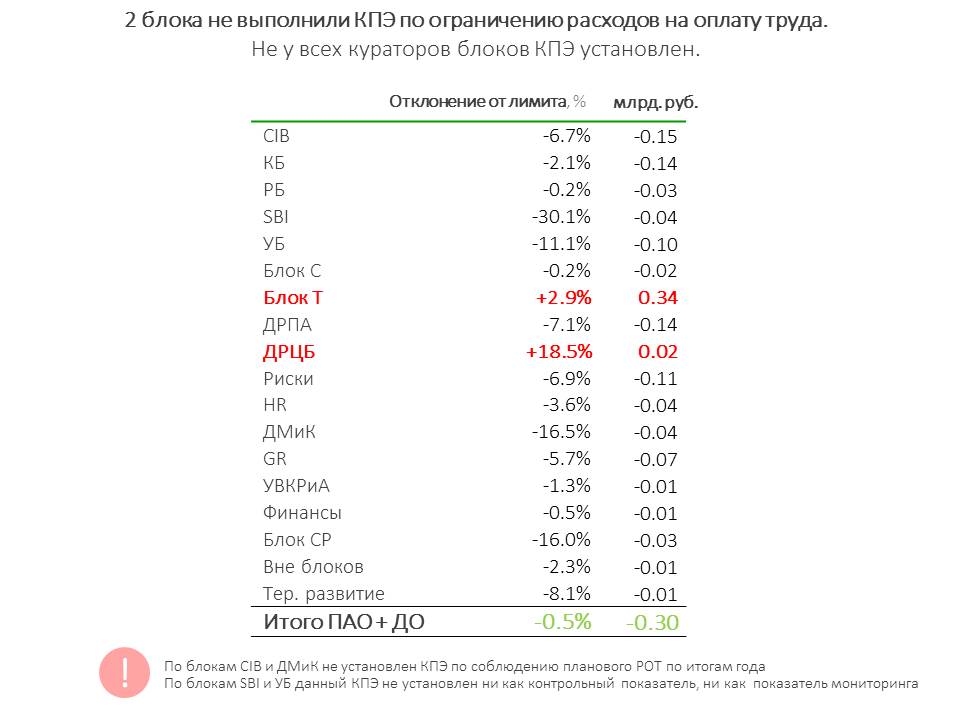 2 блока не выполнили КПЭ по ограничению расходов на оплату труда.
Не у всех кураторов блоков КПЭ установлен.
Отклонение от лимита, % млрд. руб.
CIB -6.7% -0.15
КБ -2.1% -0.14
РБ -0.2% -0.03
SBI -30.1% -0.04
УБ -11.1% -0.10
Блок С -0.2% -0.02
Блок Т +2.9% 0.34
ДРПА -7.1% -0.14
ДРЦБ +18.5% 0.02
Риски -6.9% -0.11
HR -3.6% -0.04
ДМиК -16.5% -0.04
GR -5.7% -0.07
УВКРиА -1.3% -0.01
Финансы -0.5% -0.01
Блок СР -16.0% -0.03
Вне блоков -2.3% -0.01
Тер. развитие -8.1% -0.01
Итого ПАО + ДО -0.5% -0.30
! По блокам CIB и ДМиК не установлен КПЭ по соблюдению планового РОТ по итогам года
По блокам SBI и УБ данный КПЭ не установлен ни как контрольный показатель, ни как показатель мониторинга